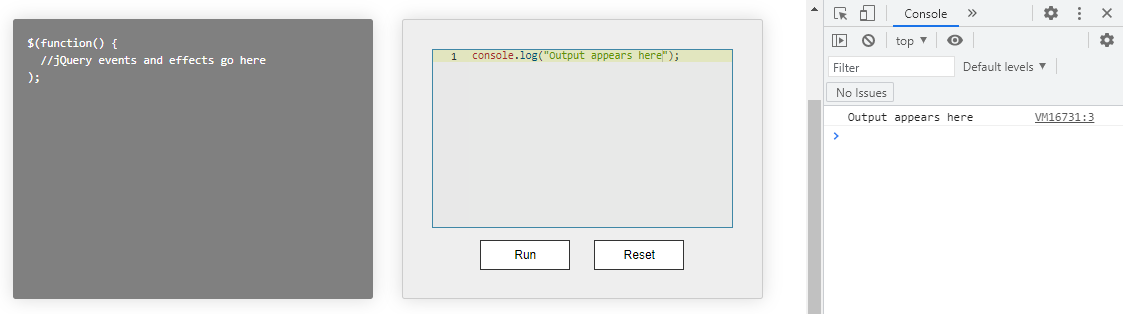 $(function() {
//jQuery events and effects go here
);
1 console.log("Output appears here");
Run Reset
Console »
top ▼
Filter Default levels ▼
No Issues
Output appears here VM16731:3
›